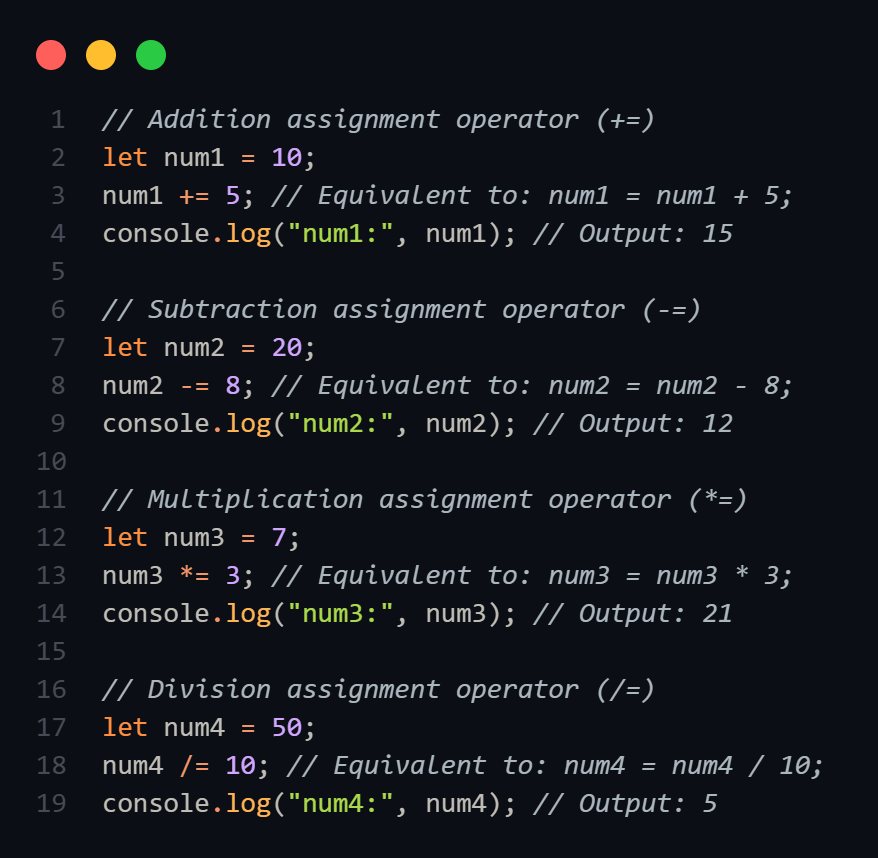 1 // Addition assignment operator (+=)
2 let num1 = 10;
3 num1 += 5; // Equivalent to: num1 = num1 + 5;
4 console.log("num1:", num1); // Output: 15
5
6 // Subtraction assignment operator (-=)
7 let num2 = 20;
8 num2 -= 8; // Equivalent to: num2 = num2 - 8;
9 console.log("num2:", num2); // Output: 12
10
11 // Multiplication assignment operator (*=)
12 let num3 = 7;
13 num3 *= 3; // Equivalent to: num3 = num3 * 3;
14 console.log("num3:", num3); // Output: 21
15
16 // Division assignment operator (/=)
17 let num4 = 50;
18 num4 /= 10; // Equivalent to: num4 = num4 / 10;
19 console.log("num4:", num4); // Output: 5